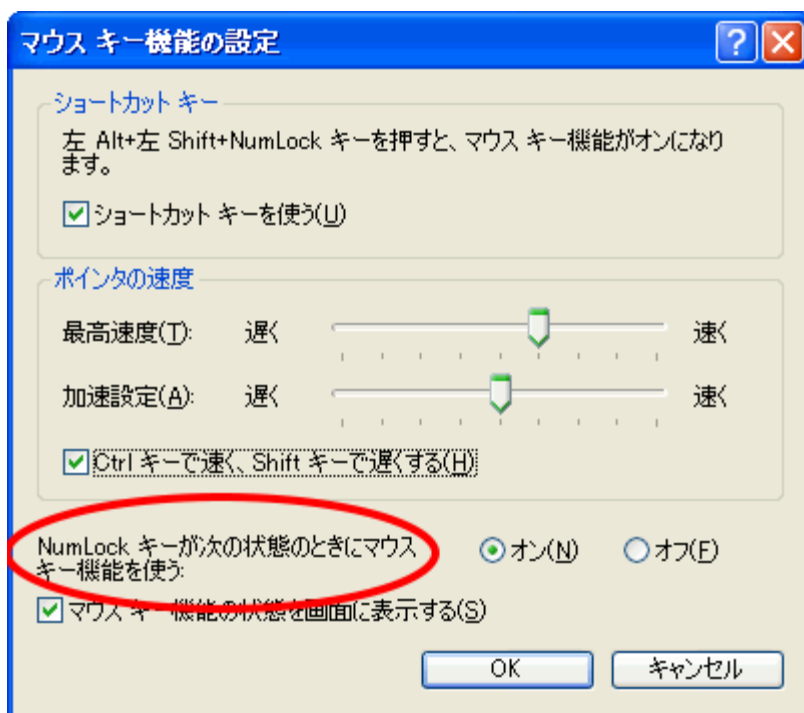 マウス キー機能の設定
ショートカット キー
左 Alt+左 Shift+NumLock キーを押すと、マウス キー機能がオンになり
ます。
ショートカット キーを使う(U)
ポインタの速度
最高速度(T): 遅く 速く
加速設定(A): 遅く 速く
Ctrl キーで速く、Shift キーで遅くする(H)
NumLock キーが次の状態のときにマウス
キー機能を使う: オン(N) オフ(F)
マウス キー機能の状態を画面に表示する(S)
OK キャンセル